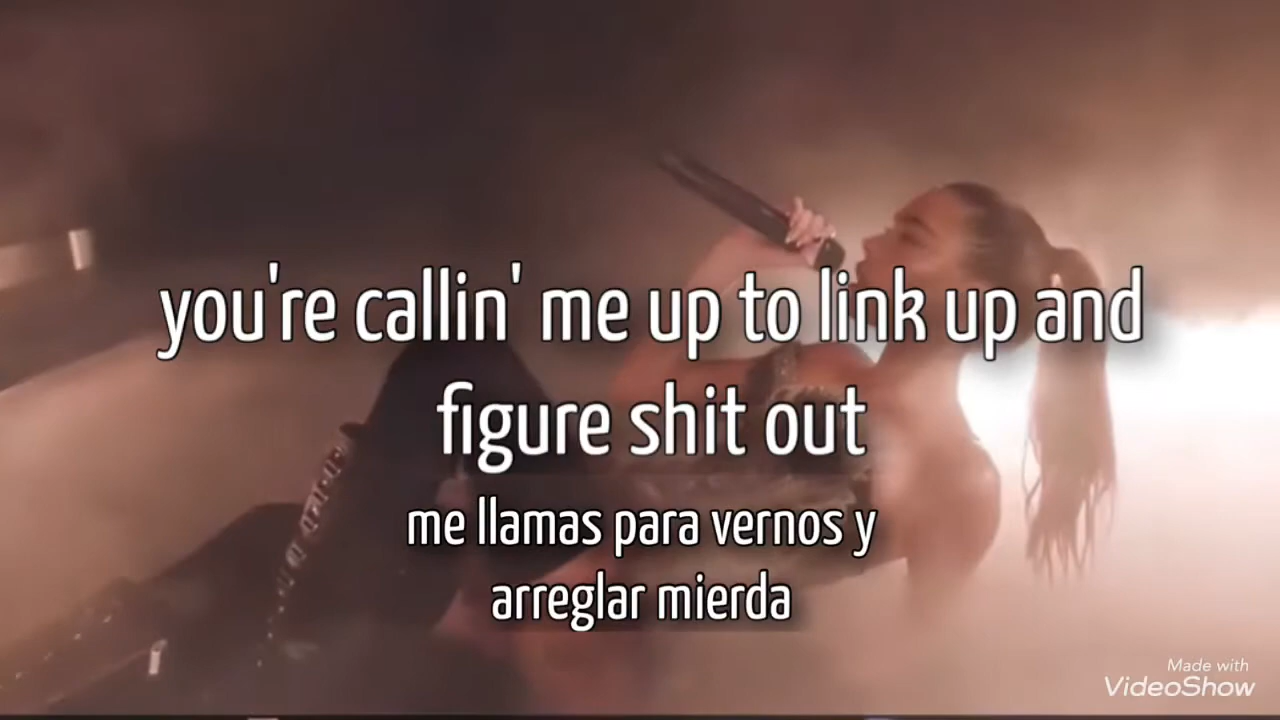 you're callin' me up to link up and
figure shit out
me llamas para vernos y
arreglar mierda
Made with
VideoShow